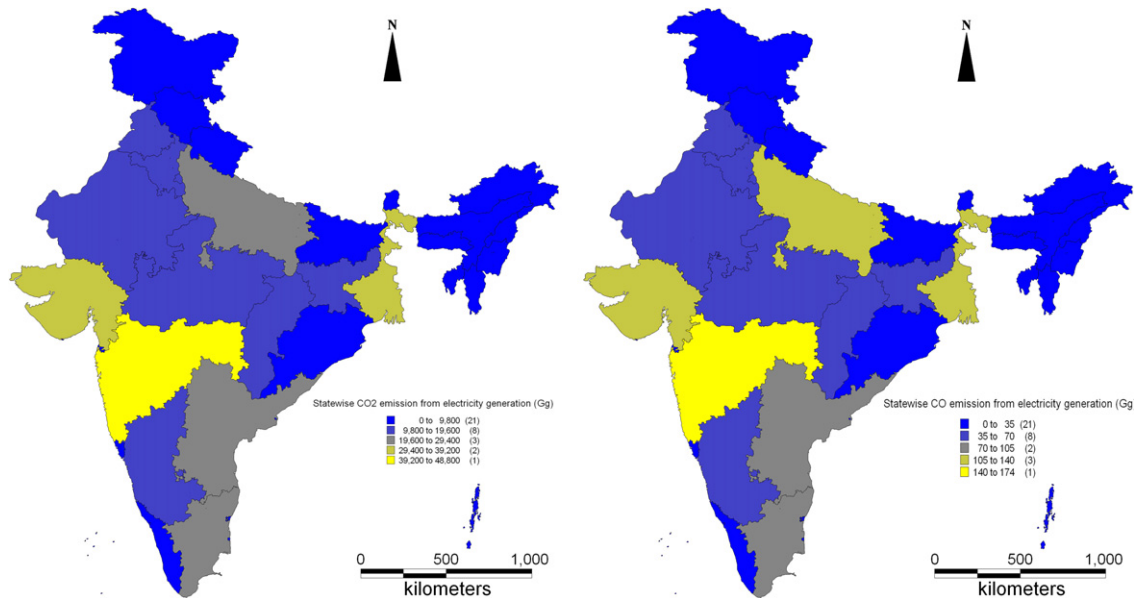 N
Statewise CO2 emission from electricity generation (Gg)
0 to 9,800 (21)
9,800 to 19,600 (8)
19,600 to 29,400 (3)
29,400 to 39,200 (2)
39,200 to 48,800 (1)
0 500 1,000
kilometers
N
Statewise CO emission from electricity generation (Gg
0 to 35 (21)
35 to 70 (8)
70 to 105 (2)
105 to 140 (3)
140 to 174 (1)
0 500 1,000
kilometers